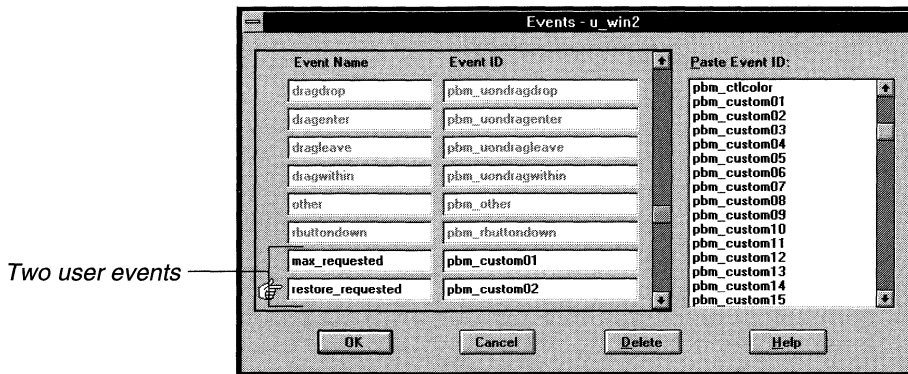 Events - u_win2
Event Name Event ID
dragdrop pbm_uondragdrop
dragenter pbm_uondragenter
dragleave pbm_uondragleave
dragwithin pbm_uondragwithin
other pbm_other
rbuttondown pbm_rbuttondown
max_requested pbm_custom01
restore_requested pbm_custom02
Two user events
Paste Event ID:
pbm_ctlcolor
pbm_custom01
pbm_custom02
pbm_custom03
pbm_custom04
pbm_custom05
pbm_custom06
pbm_custom07
pbm_custom08
pbm_custom09
pbm_custom10
pbm_custom11
pbm_custom12
pbm_custom13
pbm_custom14
pbm_custom15
OK Cancel Delete Help